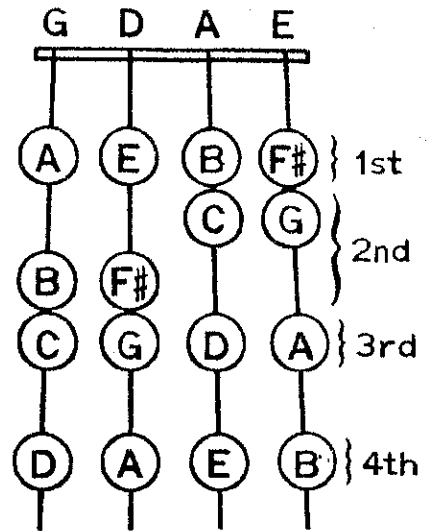 G D A E
A E B F# 1st
C G
2nd
B F#
C G D A 3rd
D A E B 4th